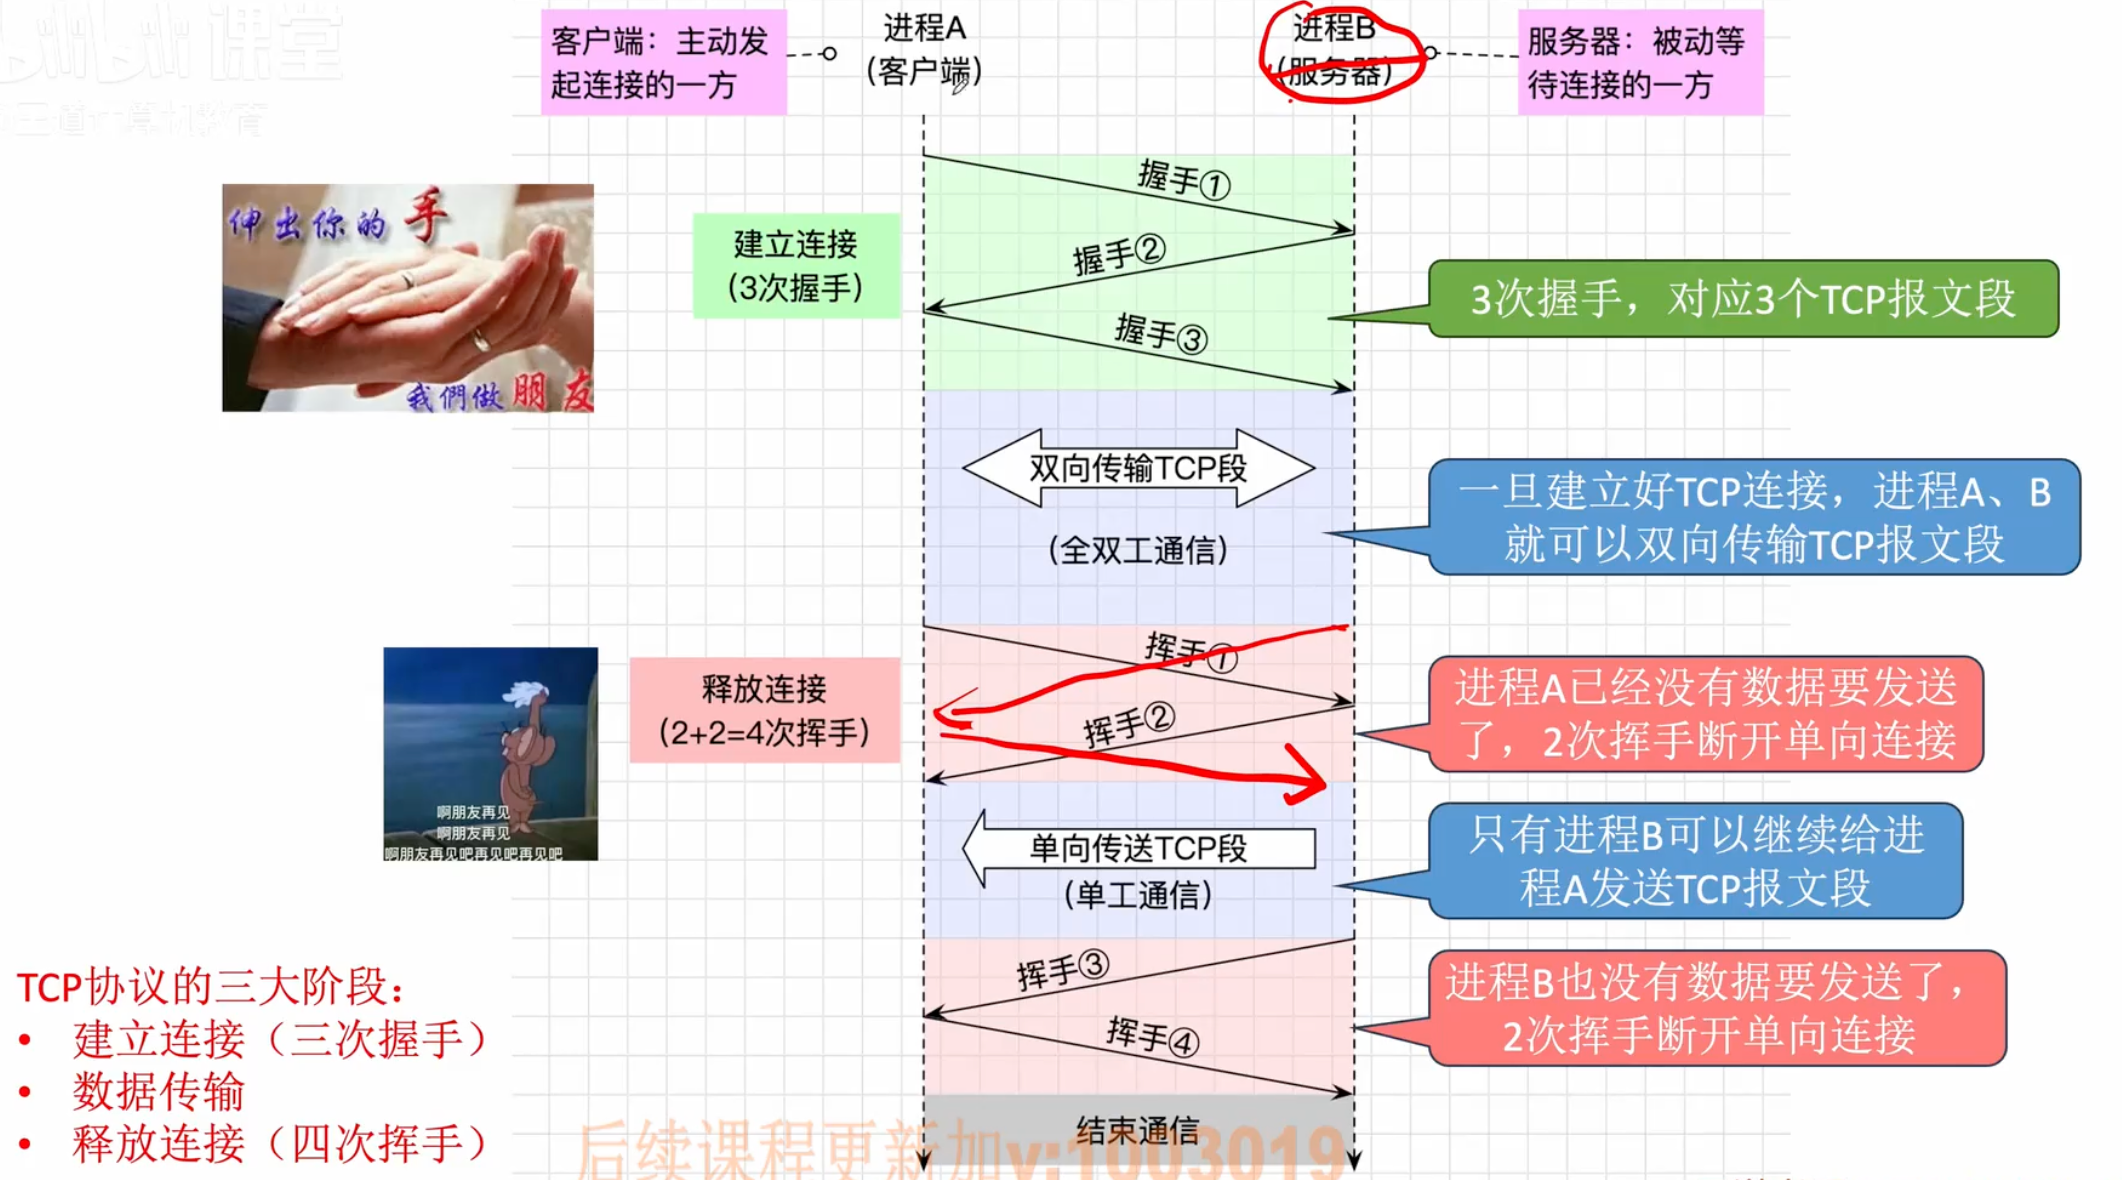 bilibili课堂
王道计算机教育
客户端：主动发
起连接的一方
进程A
（客户端）
进程B
（服务器）
服务器：被动等
待连接的一方
伸出你的手
我們做朋友
建立连接
（3次握手）
握手①
握手②
握手③
3次握手，对应3个TCP报文段
双向传输TCP段
（全双工通信）
一旦建立好TCP连接，进程A、B
就可以双向传输TCP报文段
啊朋友再见
啊朋友再见
啊朋友再见吧再见吧再见吧
释放连接
（2+2=4次挥手）
挥手①
挥手②
进程A已经没有数据要发送
了，2次挥手断开单向连接
单向传送TCP段
（单工通信）
只有进程B可以继续给进
程A发送TCP报文段
挥手③
挥手④
进程B也没有数据要发送了，
2次挥手断开单向连接
结束通信
TCP协议的三大阶段：
• 建立连接（三次握手）
• 数据传输
• 释放连接（四次挥手）
后续课程更新加v:1003019